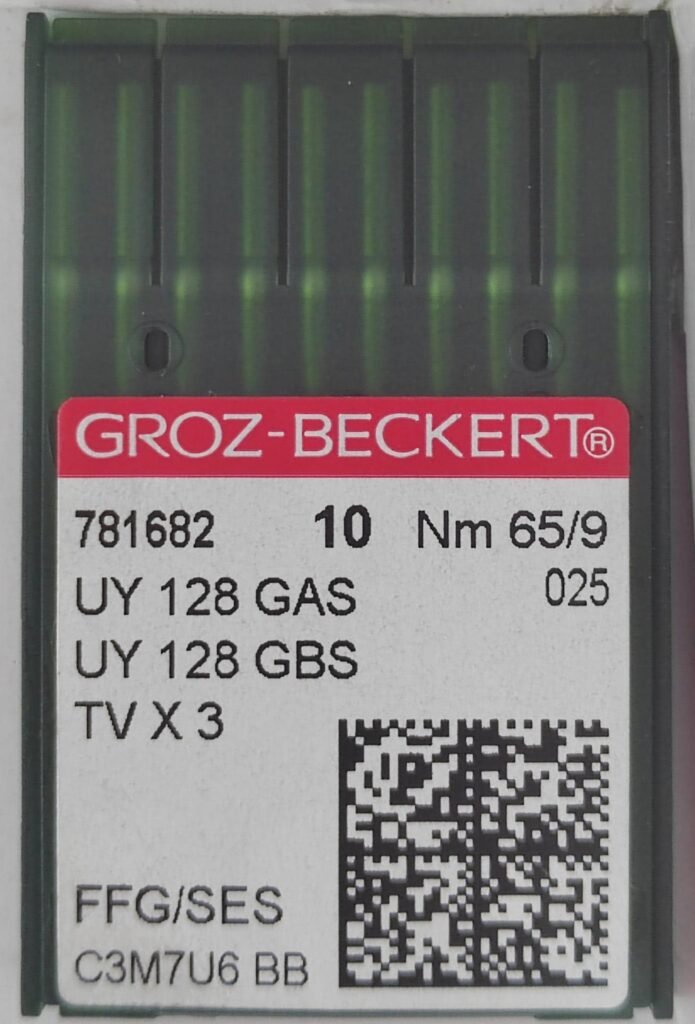 GROZ-BECKERT®
781682 10 Nm 65/9
UY 128 GAS 025
UY 128 GBS
TV X 3
FFG/SES
C3M7U6 BB